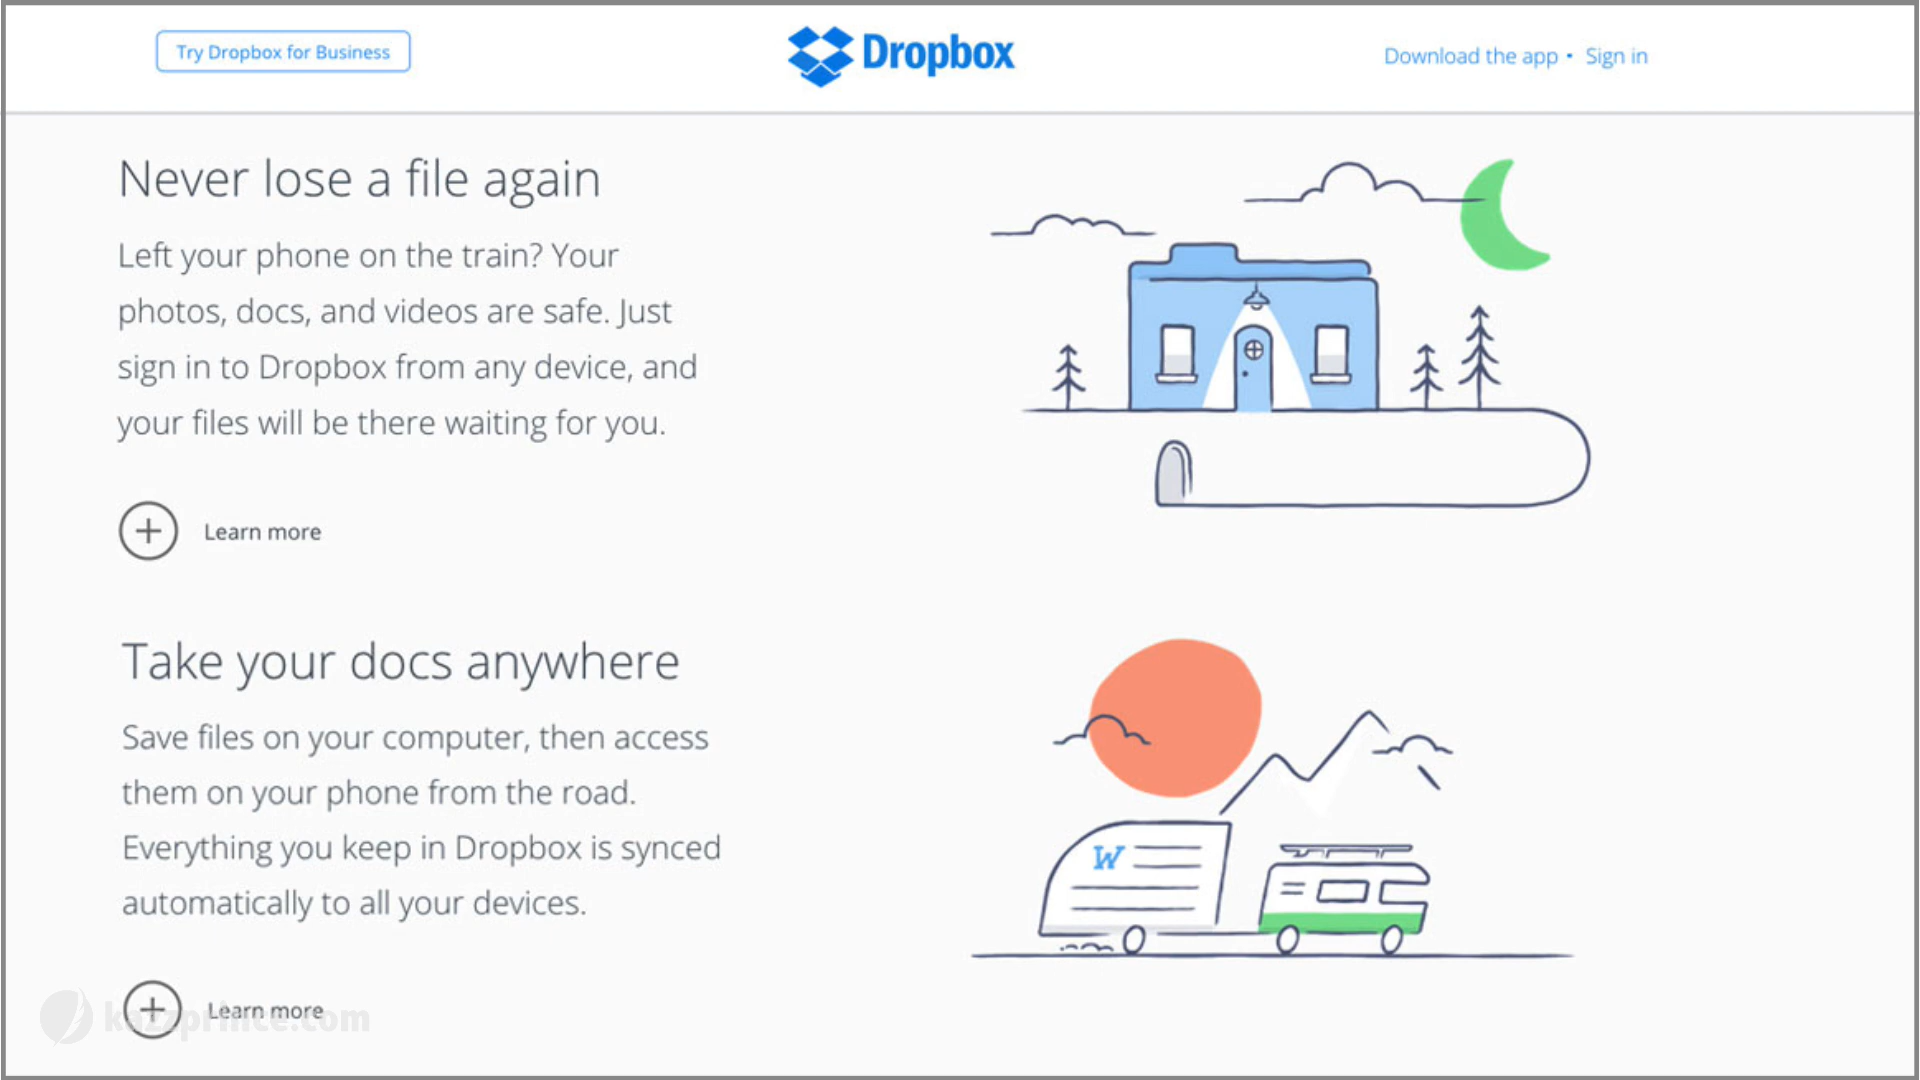 Try Dropbox for Business
Dropbox
Download the app • Sign in
Never lose a file again
Left your phone on the train? Your
photos, docs, and videos are safe. Just
sign in to Dropbox from any device, and
your files will be there waiting for you.
Learn more
Take your docs anywhere
Save files on your computer, then access
them on your phone from the road.
Everything you keep in Dropbox is synced
automatically to all your devices.
W
Learn more
kazzprince.com